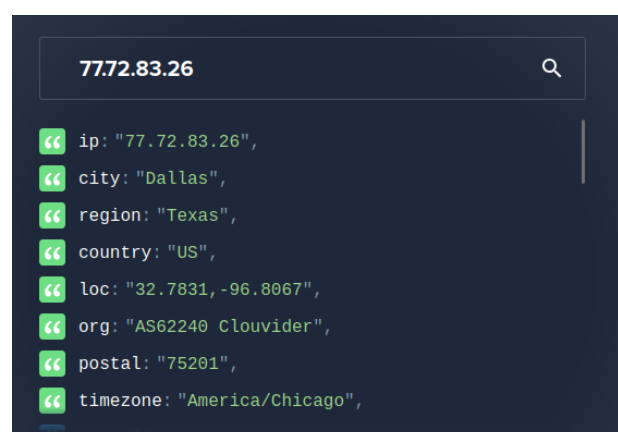 77.72.83.26
ip: "77.72.83.26",
city: "Dallas",
region: "Texas",
country: "US",
loc: "32.7831,-96.8067",
org: "AS62240 Clouvider",
postal: "75201",
timezone: "America/Chicago",